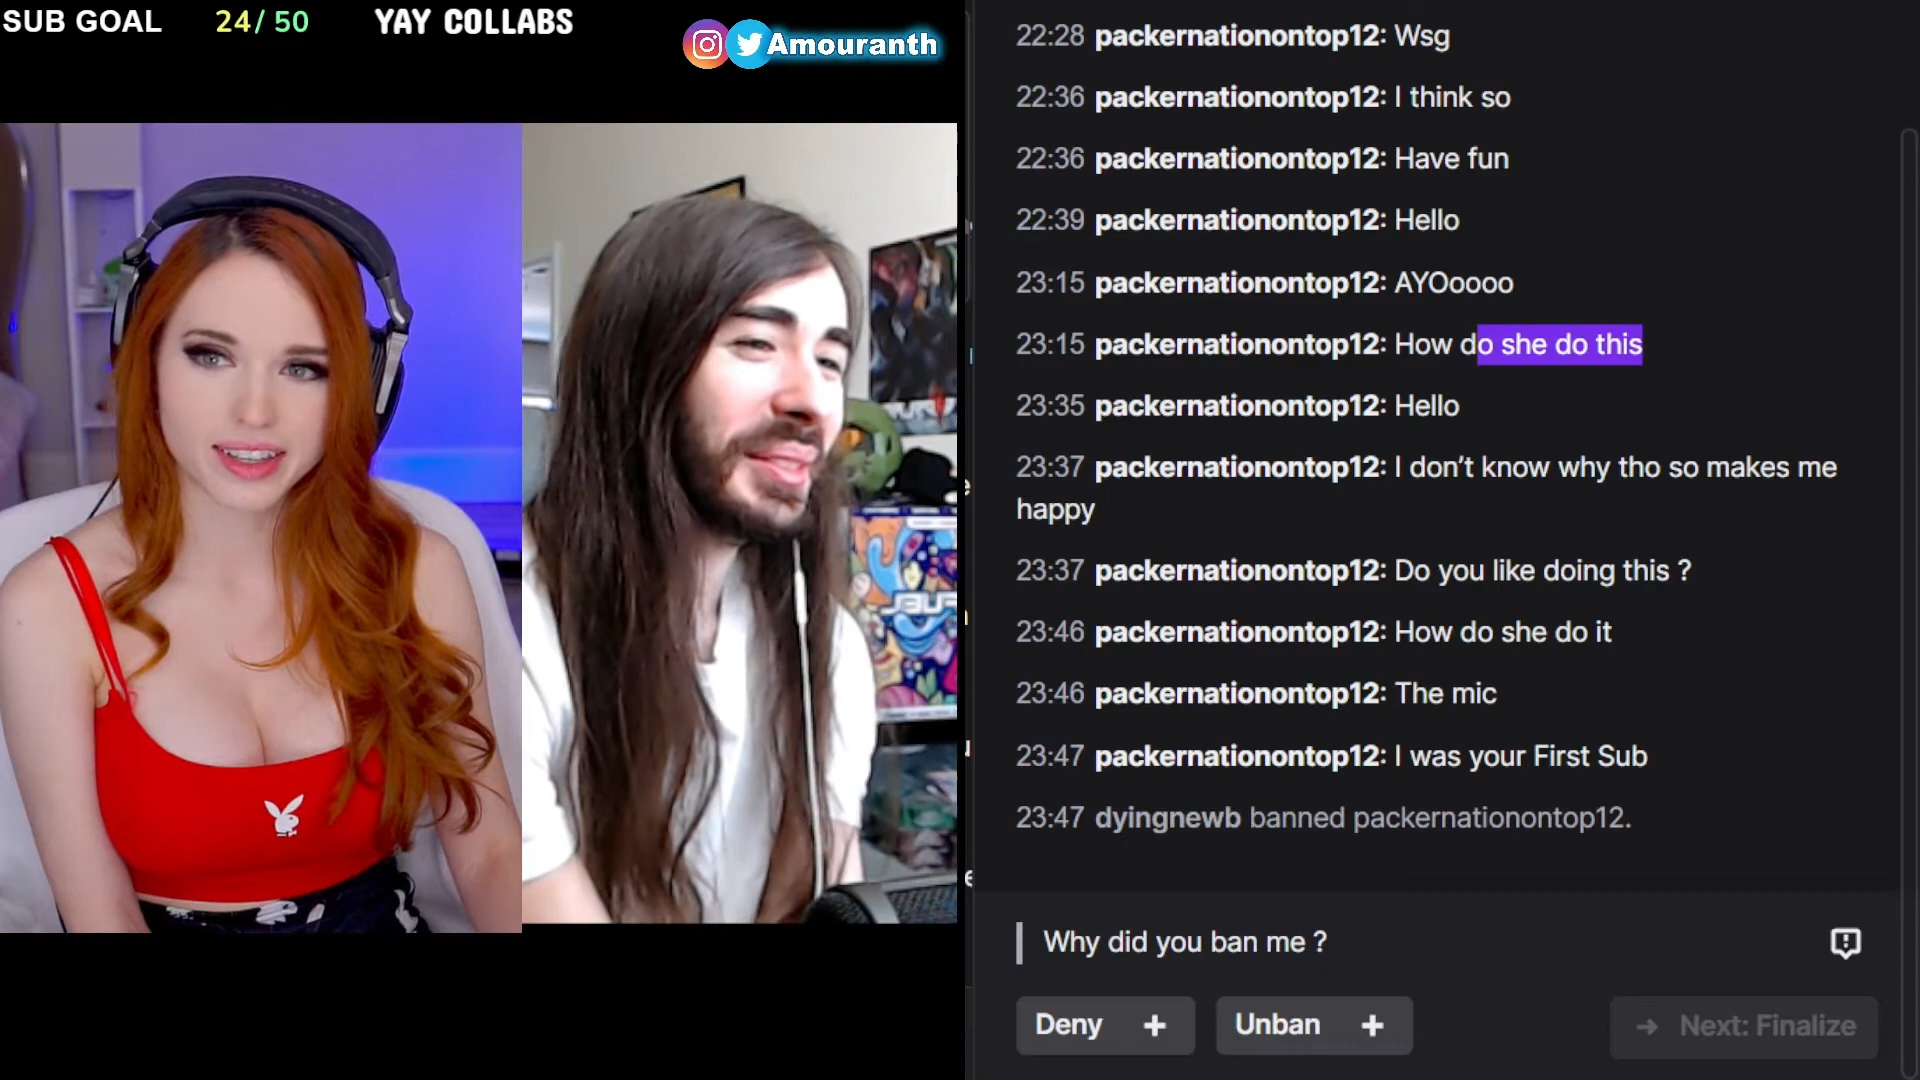 SUB GOAL 24/ 50 YAY COLLABS
Amouranth
22:28 packernationontop12: Wsg
22:36 packernationontop12: I think so
22:36 packernationontop12: Have fun
22:39 packernationontop12: Hello
23:15 packernationontop12: AYOoooo
23:15 packernationontop12: How do she do this
23:35 packernationontop12: Hello
23:37 packernationontop12: I don’t know why tho so makes me
happy
23:37 packernationontop12: Do you like doing this ?
23:46 packernationontop12: How do she do it
23:46 packernationontop12: The mic
23:47 packernationontop12: I was your First Sub
23:47 dyingnewb banned packernationontop12.
Why did you ban me ?
Deny +
Unban +
→ Next: Finalize